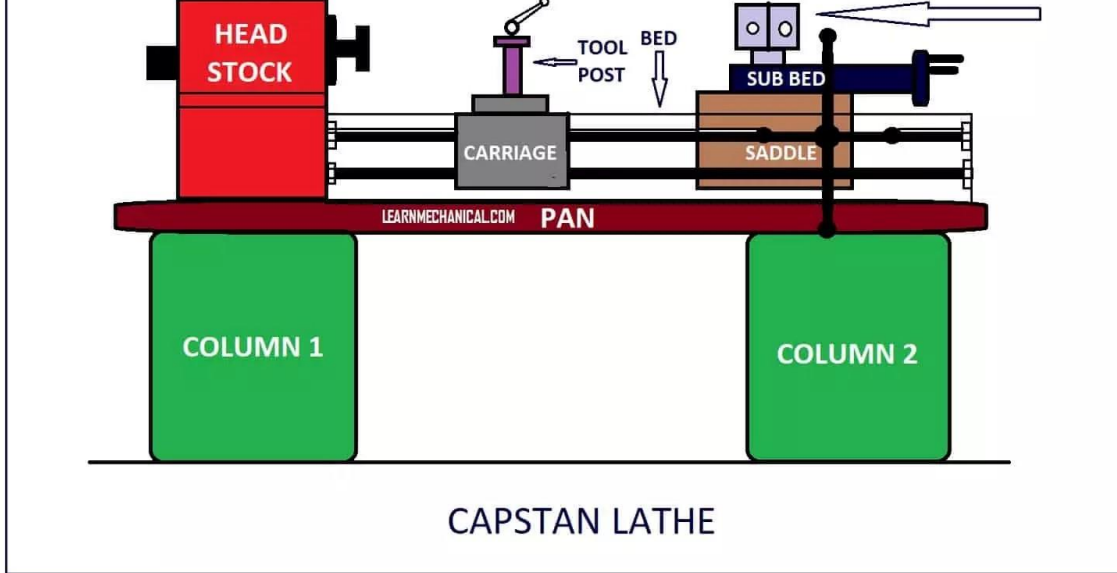 HEAD
STOCK
TOOL
POST
BED
SUB BED
CARRIAGE
SADDLE
LEARNMECHANICAL.COM
PAN
COLUMN 1
COLUMN 2
CAPSTAN LATHE